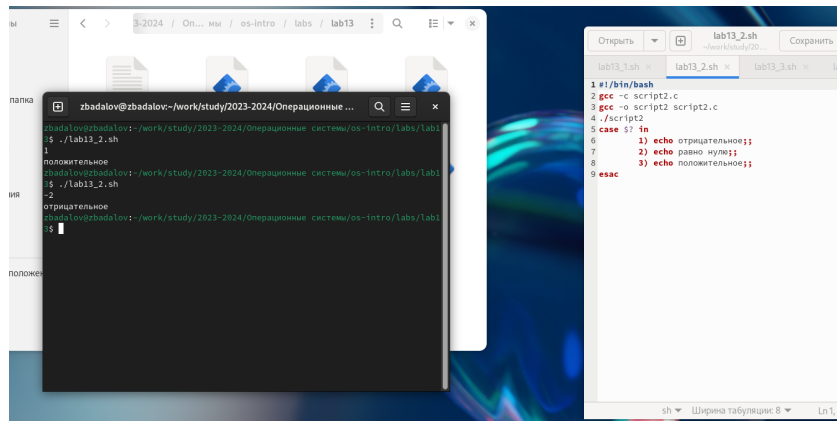 ны
3-2024 / Оп… мы / os-intro / labs / lab13
папка
ния
положен
zbadalov@zbadalov:~/work/study/2023-2024/Операционные …
zbadalov@zbadalov:~/work/study/2023-2024/Операционные системы/os-intro/labs/lab1
3$ ./lab13_2.sh
1
положительное
zbadalov@zbadalov:~/work/study/2023-2024/Операционные системы/os-intro/labs/lab1
3$ ./lab13_2.sh
-2
отрицательное
zbadalov@zbadalov:~/work/study/2023-2024/Операционные системы/os-intro/labs/lab1
3$
Открыть
lab13_2.sh
~/work/study/20…
Сохранить
lab13_1.sh × lab13_2.sh × lab13_3.sh ×
1 #!/bin/bash
2 gcc -c script2.c
3 gcc -o script2 script2.c
4 ./script2
5 case $? in
6 1) echo отрицательное;;
7 2) echo равно нулю;;
8 3) echo положительное;;
9 esac
sh Ширина табуляции: 8 Ln 1,